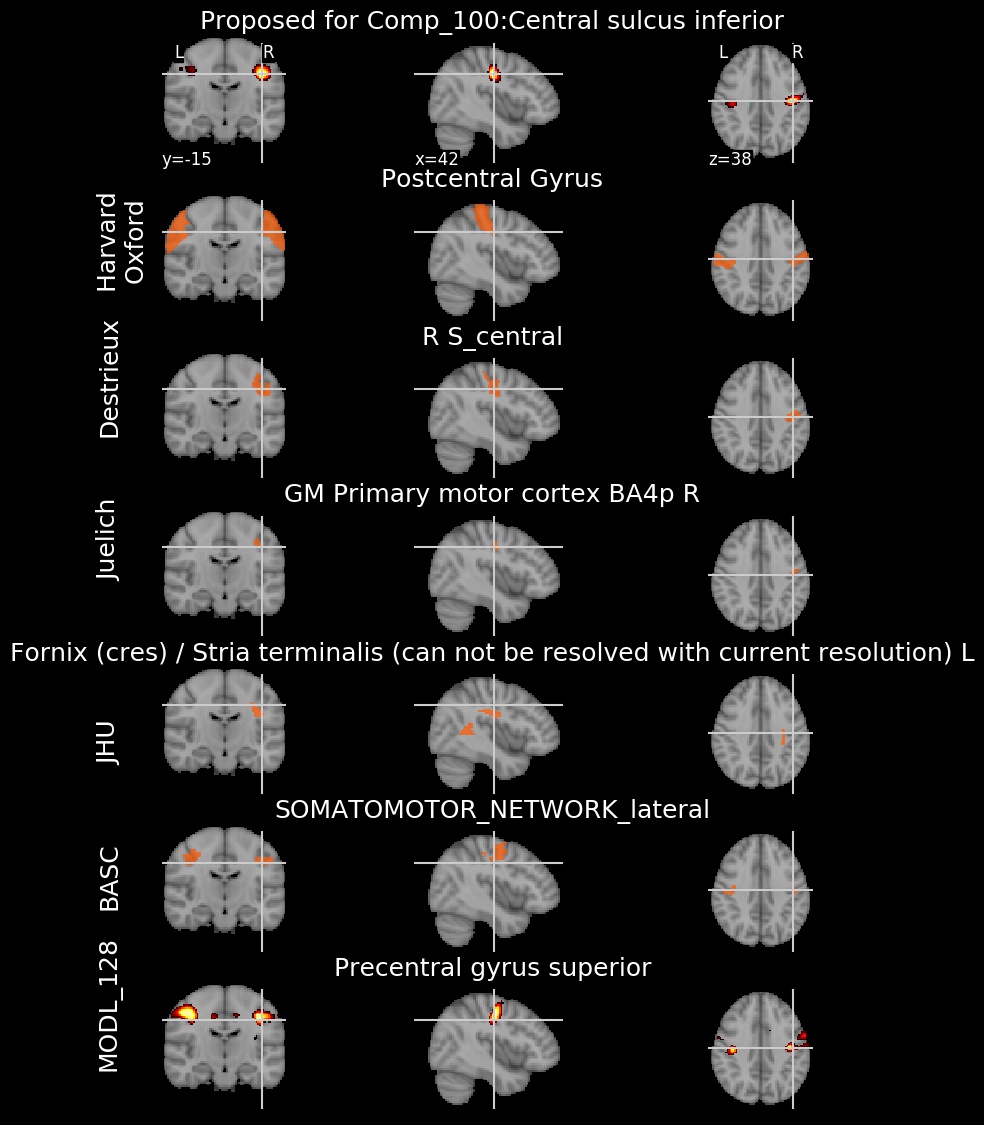 Proposed for Comp_100:Central sulcus inferior
L R
L R
y=-15
x=42
z=38
Postcentral Gyrus
Harvard
Oxford
R S_central
Destrieux
GM Primary motor cortex BA4p R
Juelich
Fornix (cres) / Stria terminalis (can not be resolved with current resolution) L
JHU
SOMATOMOTOR_NETWORK_lateral
BASC
Precentral gyrus superior
MODL_128